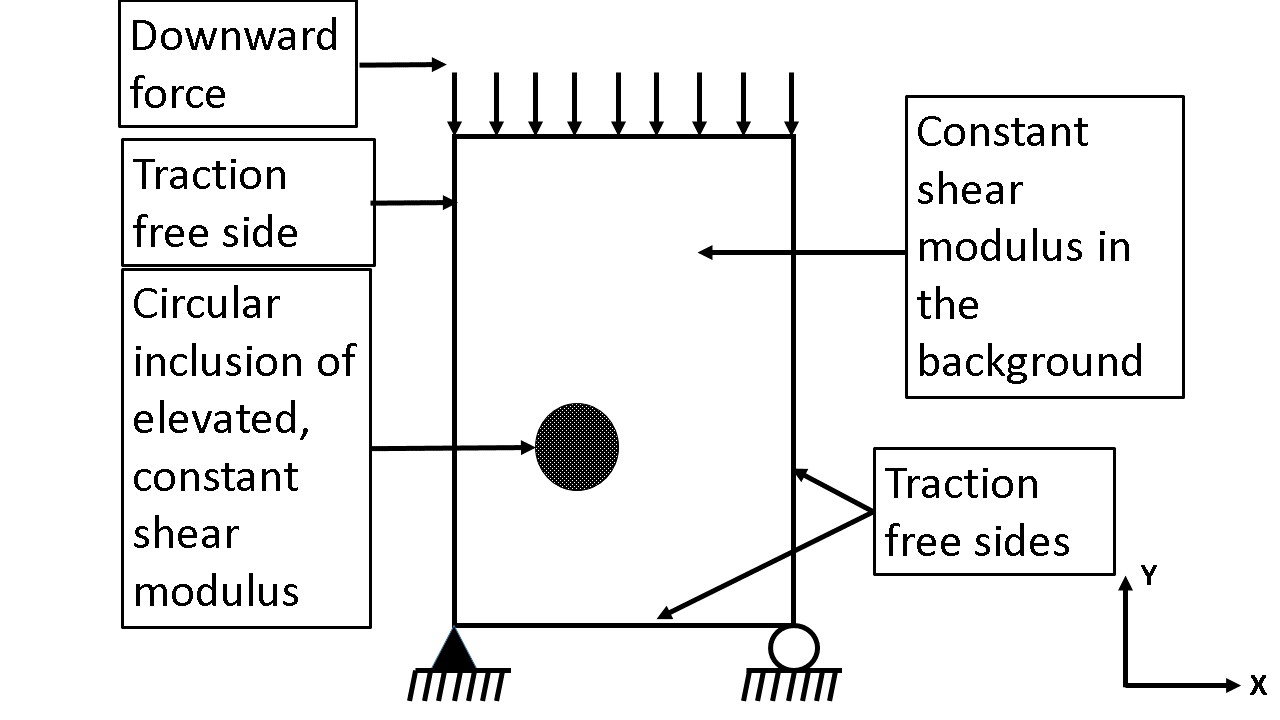 Downward
force
Traction
free side
Circular
inclusion of
elevated,
constant
shear
modulus
Constant
shear
modulus in
the
background
Traction
free sides
Y
X